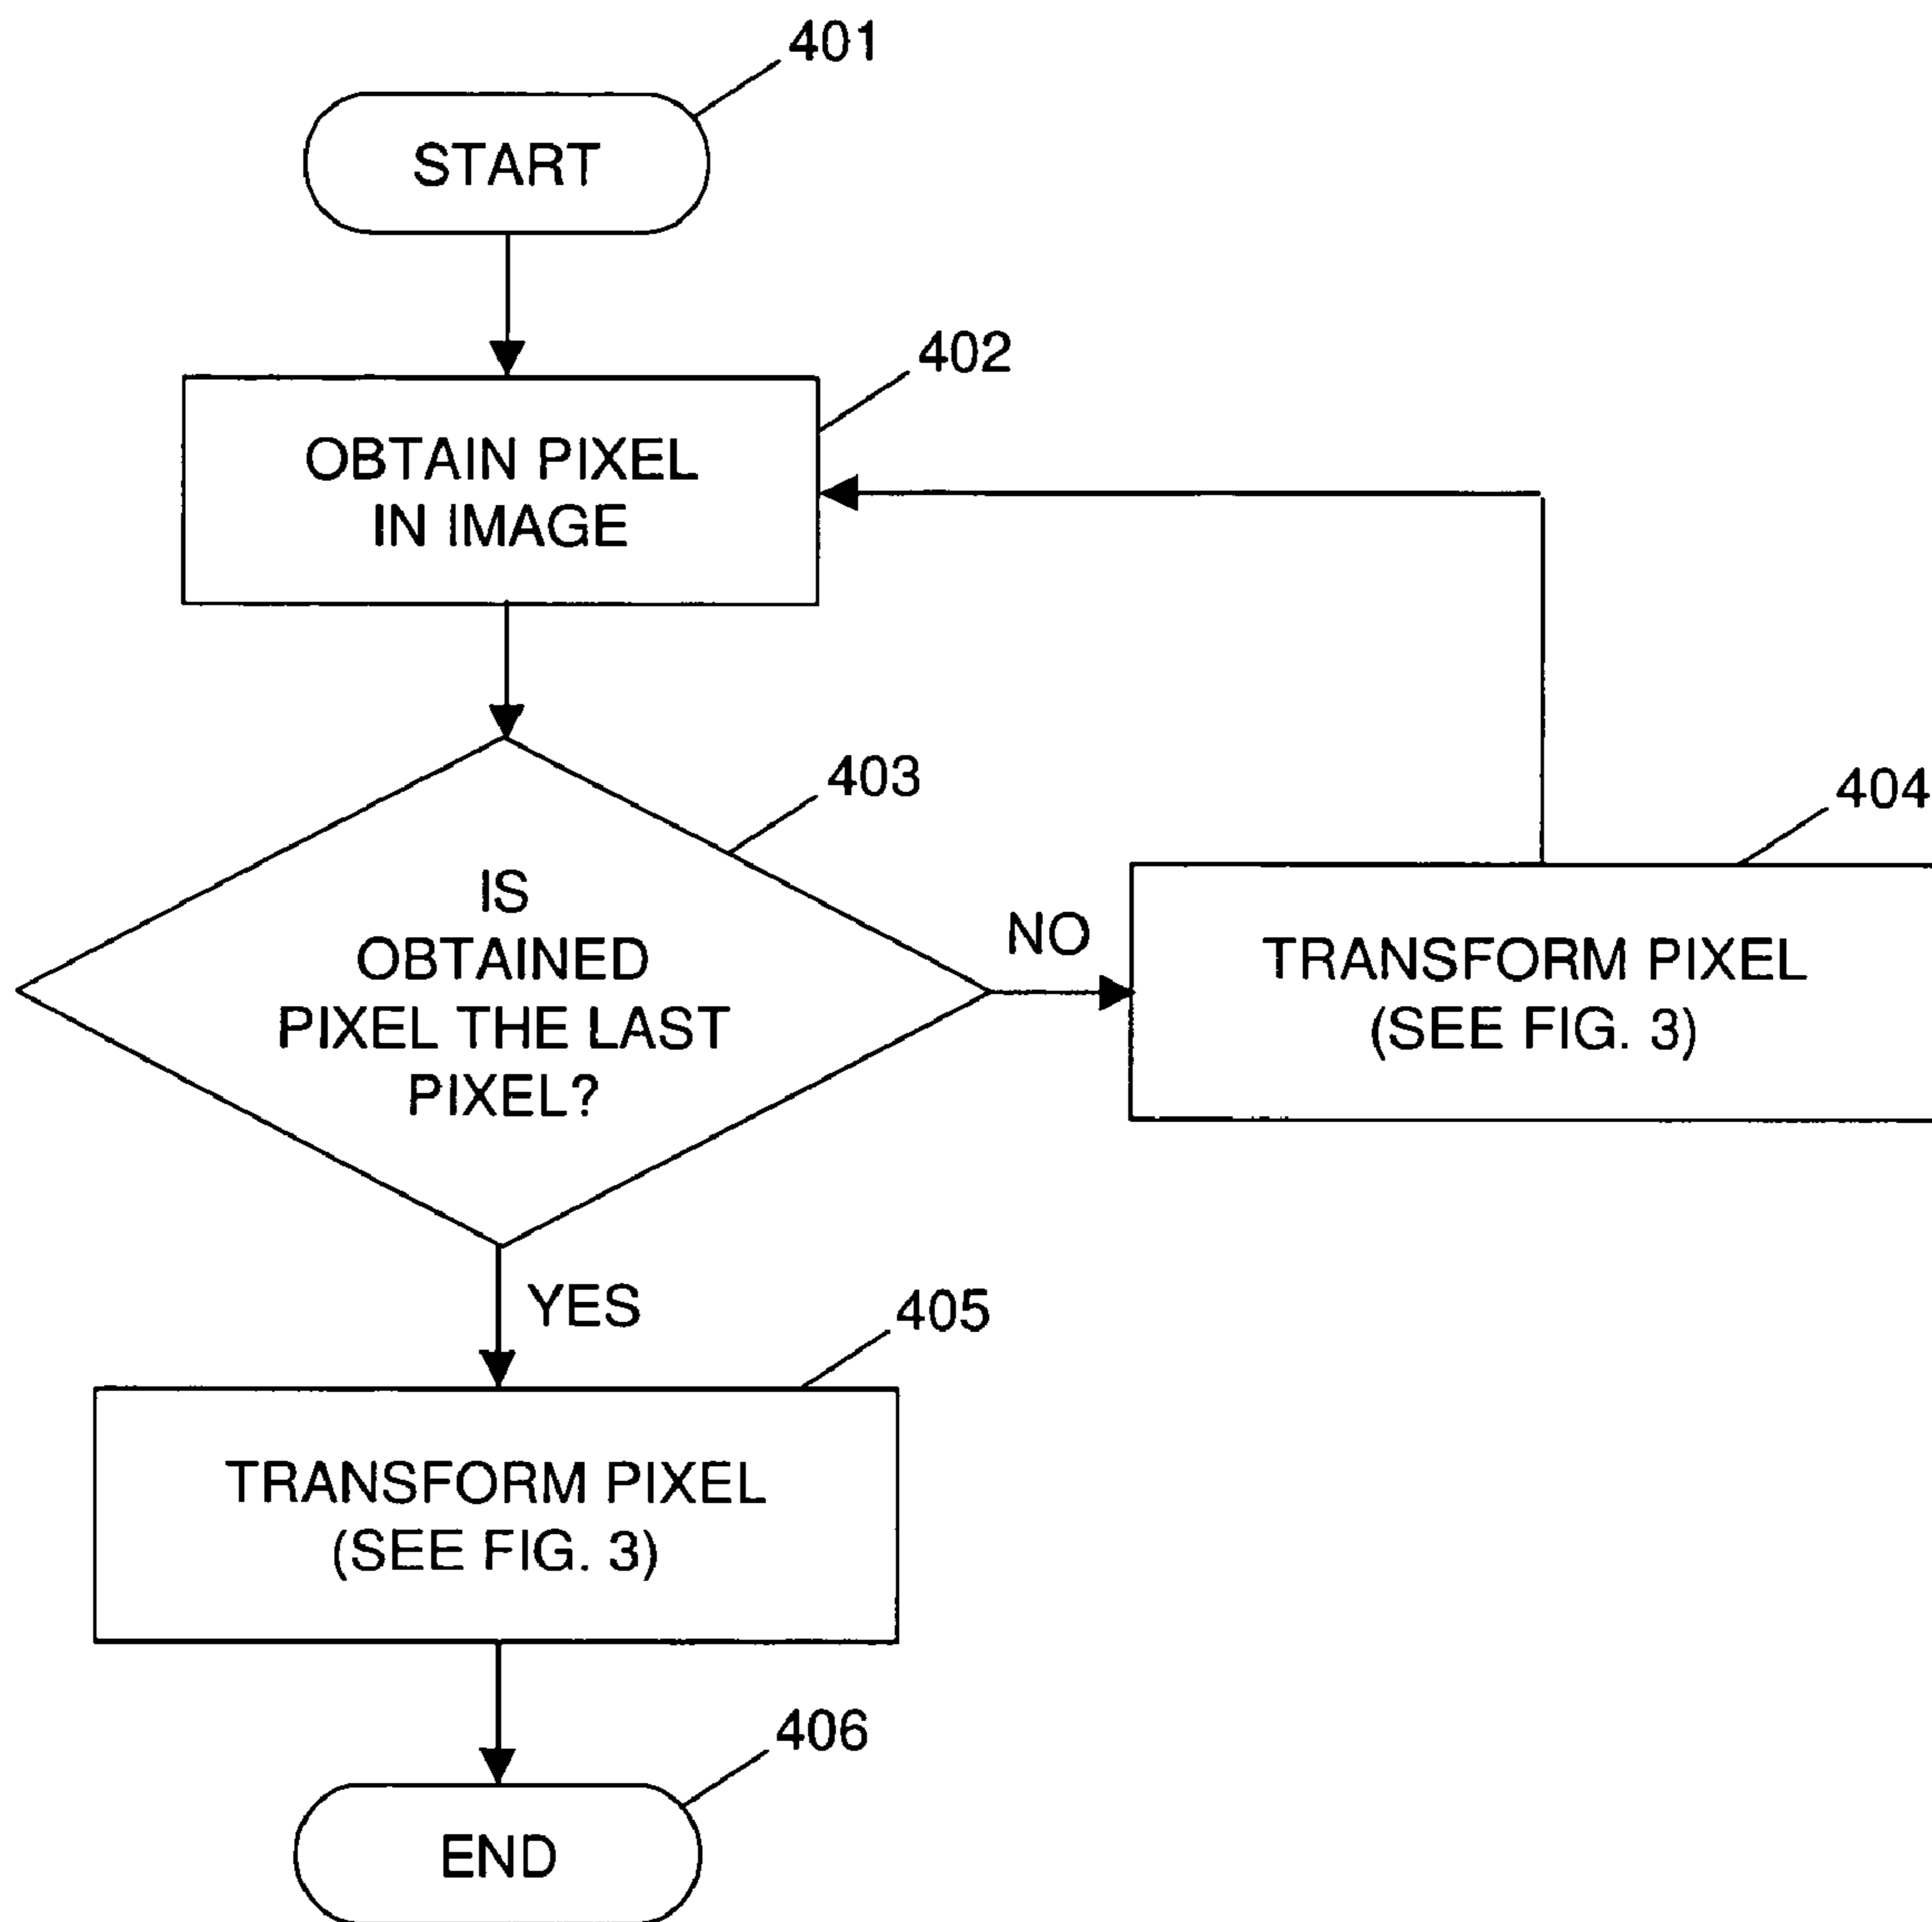 401
START
402
OBTAIN PIXEL
IN IMAGE
403
IS
OBTAINED
PIXEL THE LAST
PIXEL?
NO
404
TRANSFORM PIXEL
(SEE FIG. 3)
YES
405
TRANSFORM PIXEL
(SEE FIG. 3)
406
END